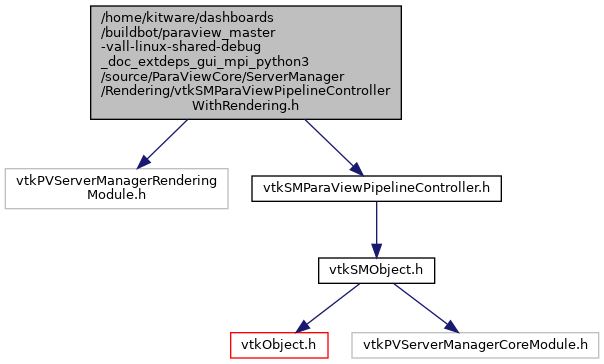 /home/kitware/dashboards
/buildbot/paraview_master
-vall-linux-shared-debug
_doc_extdeps_gui_mpi_python3
/source/ParaViewCore/ServerManager
/Rendering/vtkSMParaViewPipelineController
WithRendering.h
vtkPVServerManagerRendering
Module.h
vtkSMParaViewPipelineController.h
vtkSMObject.h
vtkObject.h
vtkPVServerManagerCoreModule.h